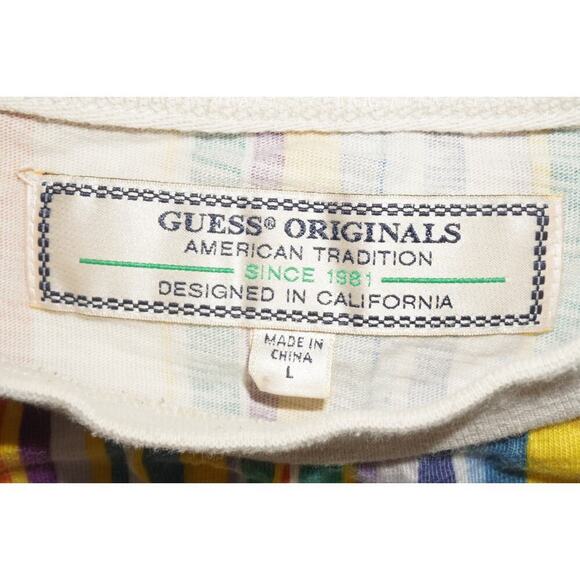 GUESS® ORIGINALS
AMERICAN TRADITION
SINCE 1981
DESIGNED IN CALIFORNIA
MADE IN
CHINA
L